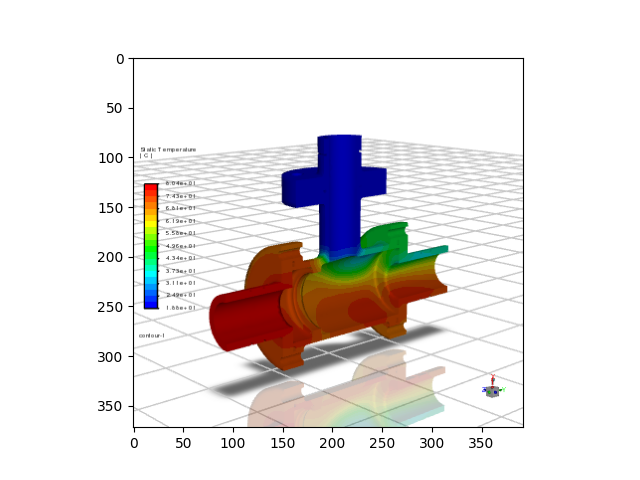 0
50
100
Static Temperature
[ C ]
150
8.04e+01
7.43e+01
6.81e+01
200
6.19e+01
5.58e+01
4.96e+01
4.34e+01
250
3.73e+01
3.11e+01
2.49e+01
1.88e+01
300
contour-1
350
0 50 100 150 200 250 300 350